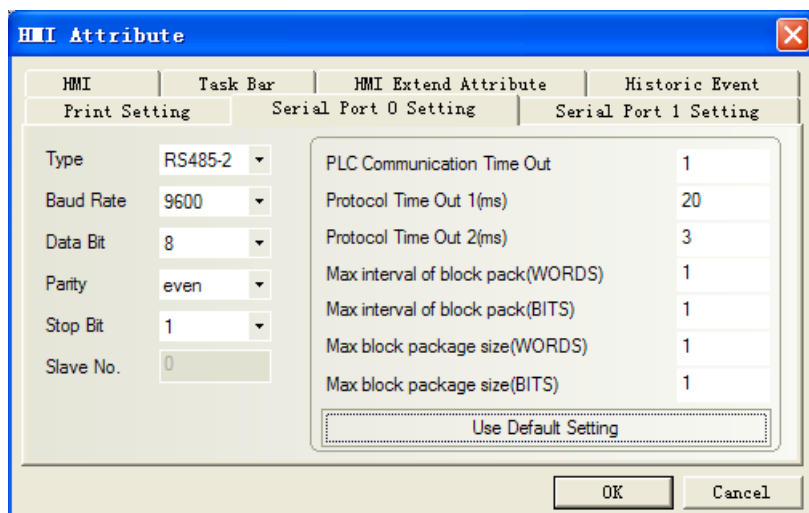 HMI Attribute
HMI Task Bar HMI Extend Attribute Historic Event
Print Setting Serial Port 0 Setting Serial Port 1 Setting
Type RS485-2
Baud Rate 9600
Data Bit 8
Parity even
Stop Bit 1
Slave No. 0
PLC Communication Time Out 1
Protocol Time Out 1(ms) 20
Protocol Time Out 2(ms) 3
Max interval of block pack(WORDS) 1
Max interval of block pack(BITS) 1
Max block package size(WORDS) 1
Max block package size(BITS) 1
Use Default Setting
OK Cancel